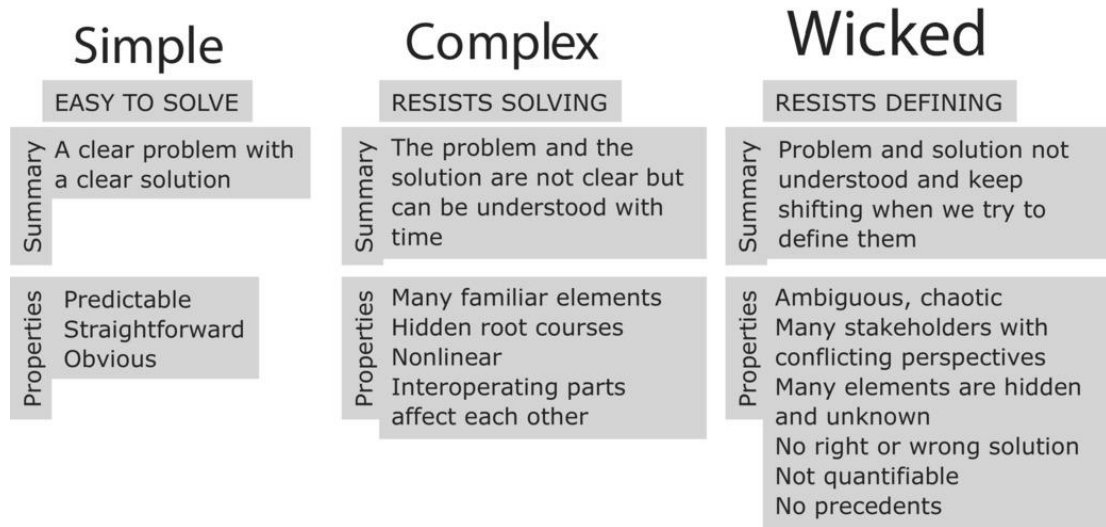 Simple
EASY TO SOLVE
Summary
A clear problem with
a clear solution
Properties
Predictable
Straightforward
Obvious
Complex
RESISTS SOLVING
Summary
The problem and the
solution are not clear but
can be understood with
time
Properties
Many familiar elements
Hidden root courses
Nonlinear
Interoperating parts
affect each other
Wicked
RESISTS DEFINING
Summary
Problem and solution not
understood and keep
shifting when we try to
define them
Properties
Ambiguous, chaotic
Many stakeholders with
conflicting perspectives
Many elements are hidden
and unknown
No right or wrong solution
Not quantifiable
No precedents